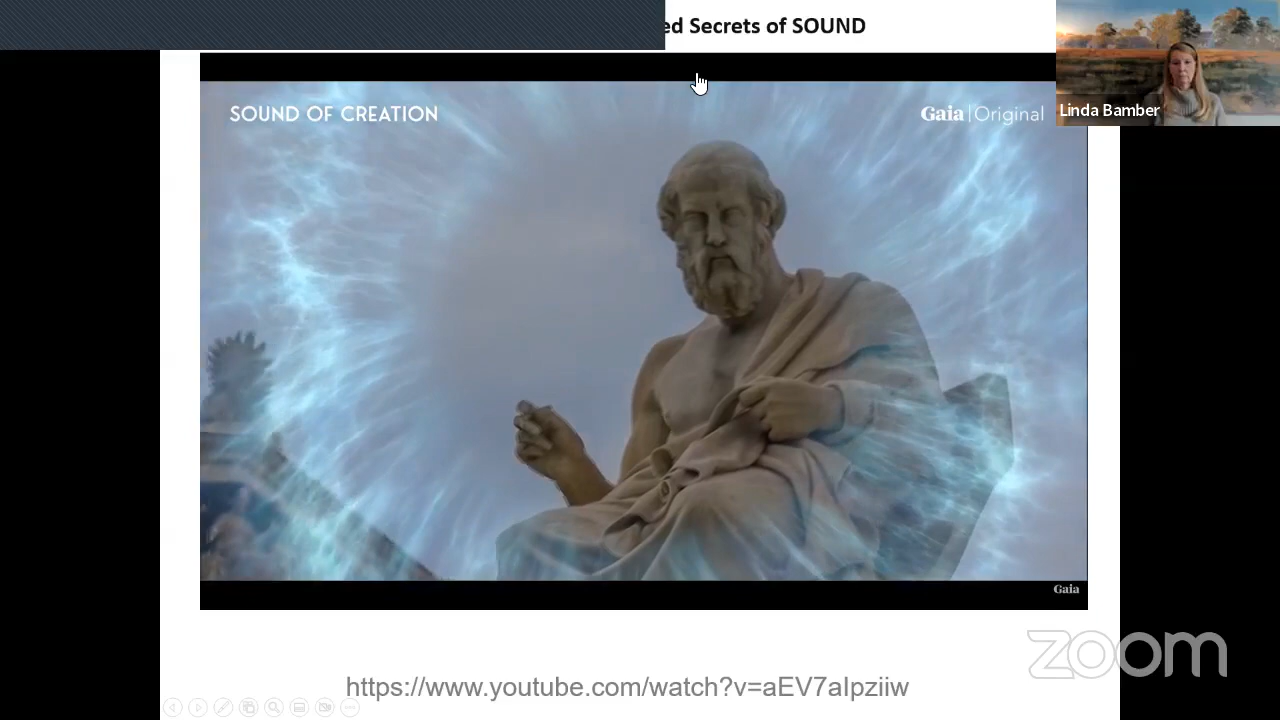 ed Secrets of SOUND
Linda Bamber
SOUND OF CREATION
Gaia | Original
Gaia
zoom
https://www.youtube.com/watch?v=aEV7aIpziiw